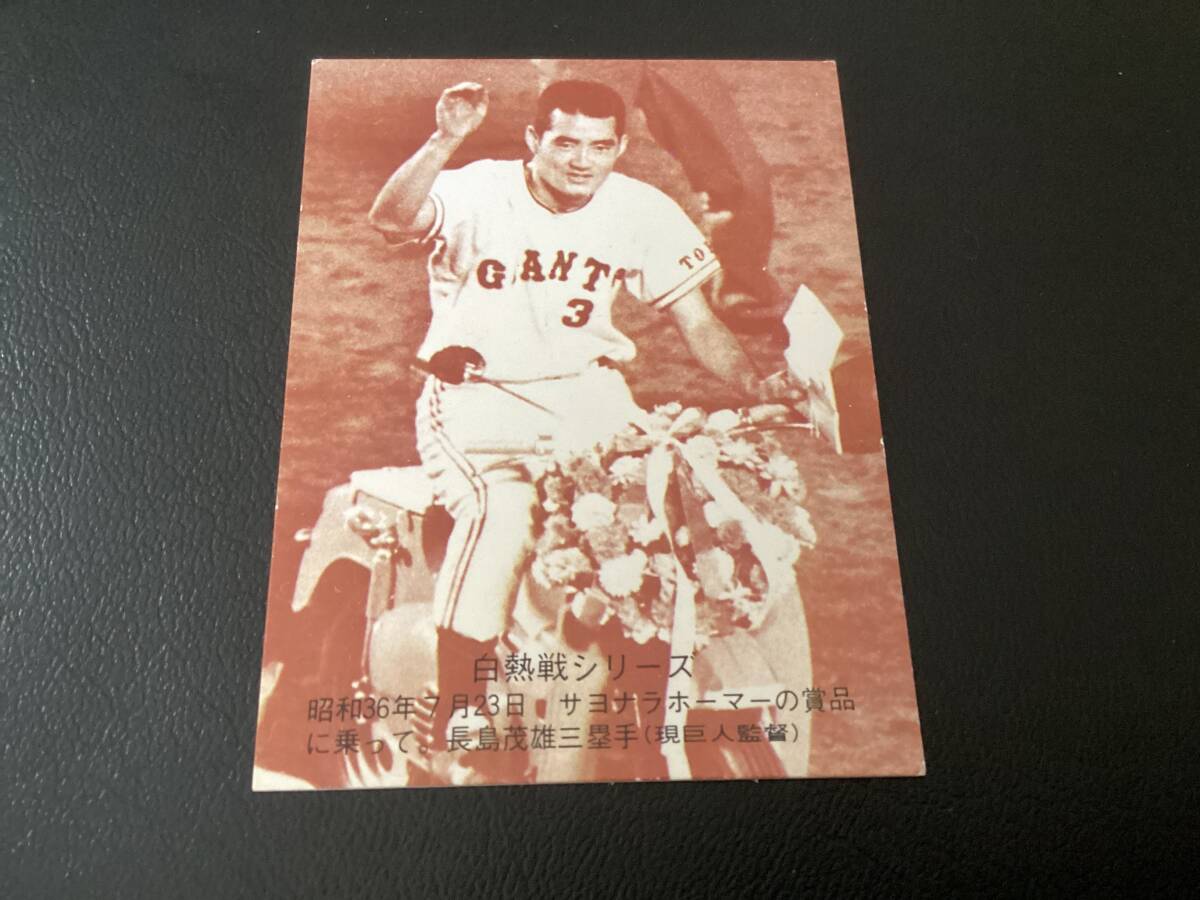 GIANTS
3
TO
白熱戦シリーズ
昭和36年7月23日 サヨナラホーマーの賞品
に乗って。長島茂雄三塁手(現巨人監督)